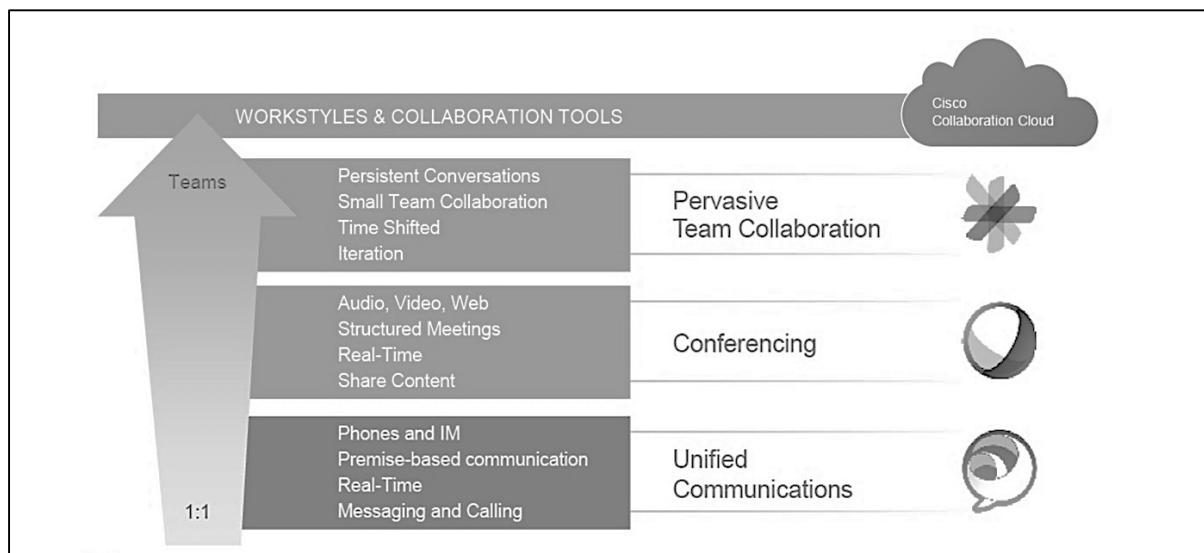 WORKSTYLES & COLLABORATION TOOLS
Cisco
Collaboration Cloud
Teams
Persistent Conversations
Small Team Collaboration
Time Shifted
Iteration
Pervasive
Team Collaboration
Audio, Video, Web
Structured Meetings
Real-Time
Share Content
Conferencing
Phones and IM
Premise-based communication
Real-Time
Messaging and Calling
Unified
Communications
1:1